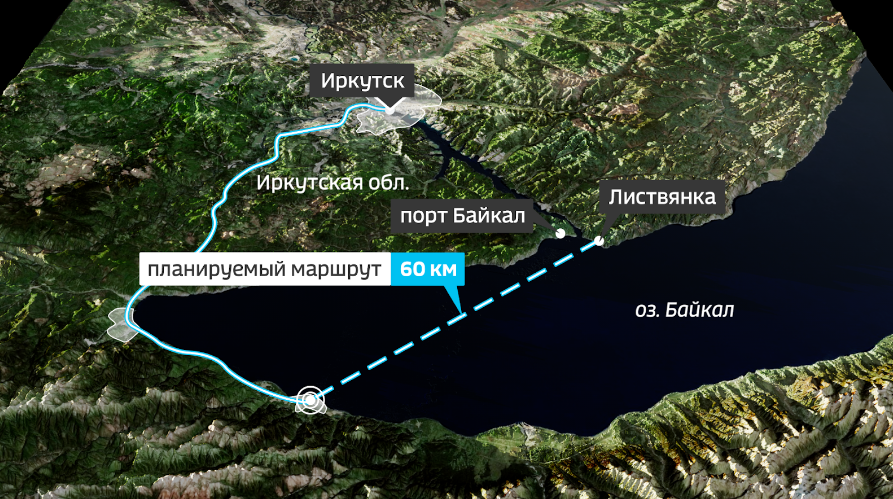 Иркутск
Иркутская обл.
Листвянка
порт Байкал
планируемый маршрут 60 км
оз. Байкал